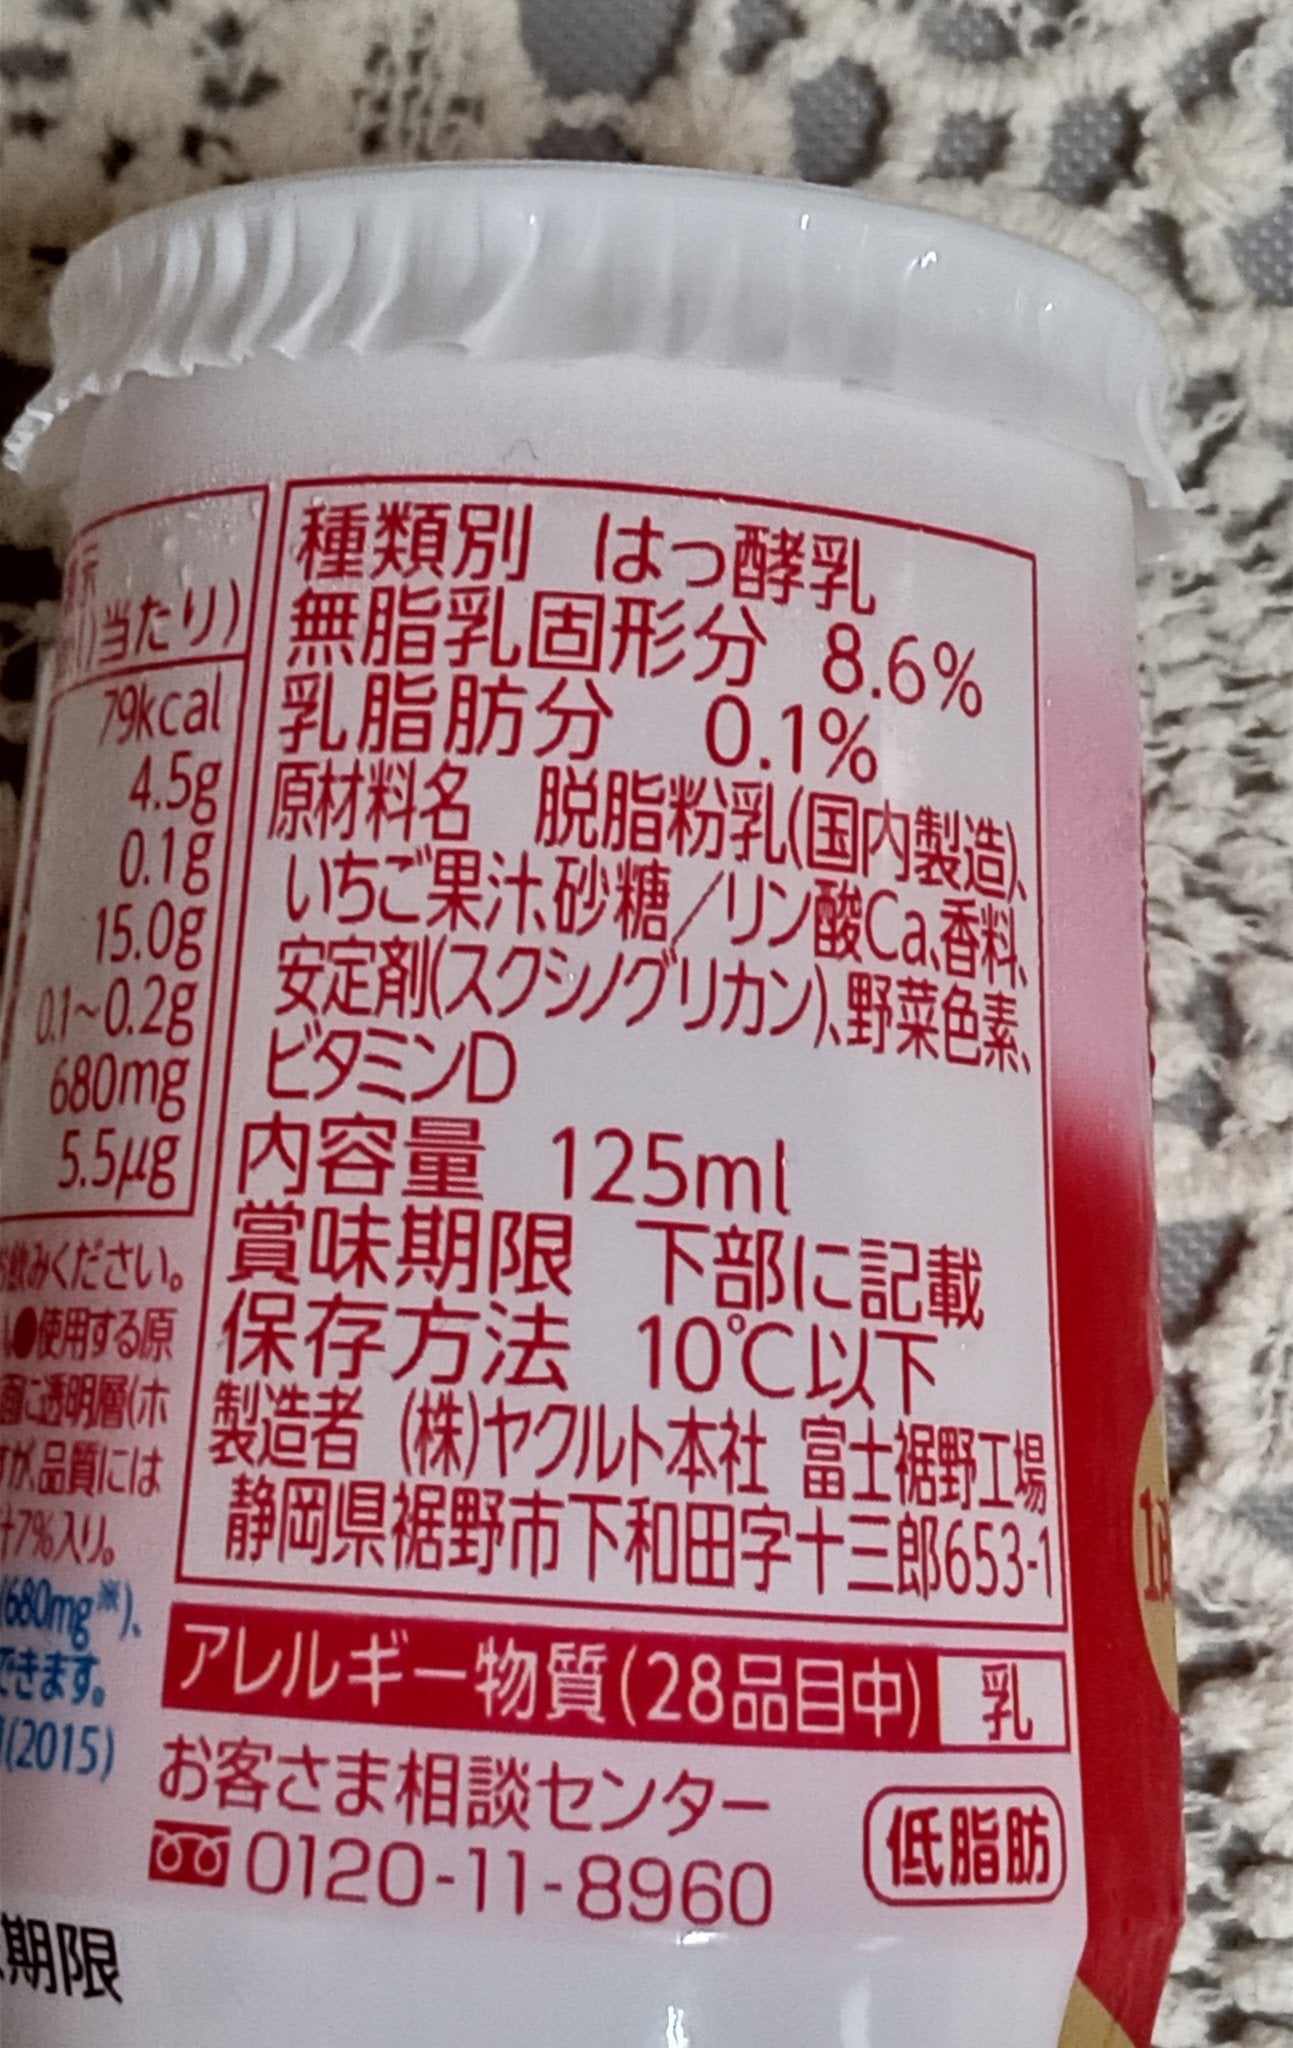 種類別 はっ酵乳
無脂乳固形分 8.6%
乳脂肪分 0.1%
原材料名 脱脂粉乳(国内製造)、
いちご果汁、砂糖/リン酸Ca、香料、
安定剤(スクシノグリカン)、野菜色素、
ビタミンD
内容量 125ml
賞味期限 下部に記載
保存方法 10℃以下
製造者 (株)ヤクルト本社 富士裾野工場
静岡県裾野市下和田字十三郎653-1
アレルギー物質(28品目中) 乳
お客さま相談センター
0120-11-8960
低脂肪
当たり)
79kcal
4.5g
0.1g
15.0g
0.1~0.2g
680mg
5.5μg
飲みください。
●使用する原
面に透明層(ホ
すが、品質には
汁7%入り。
(680mg※)、
できます。
(2015)
期限